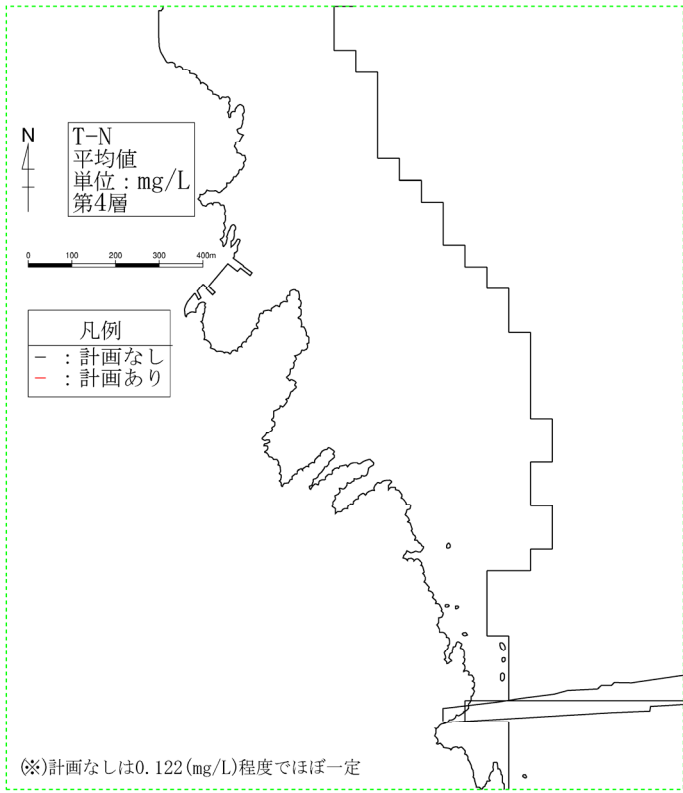 N
T-N
平均値
単位：mg/L
第4層
0 100 200 300 400m
凡例
－ ：計画なし
－ ：計画あり
(※)計画なしは0.122(mg/L)程度でほぼ一定